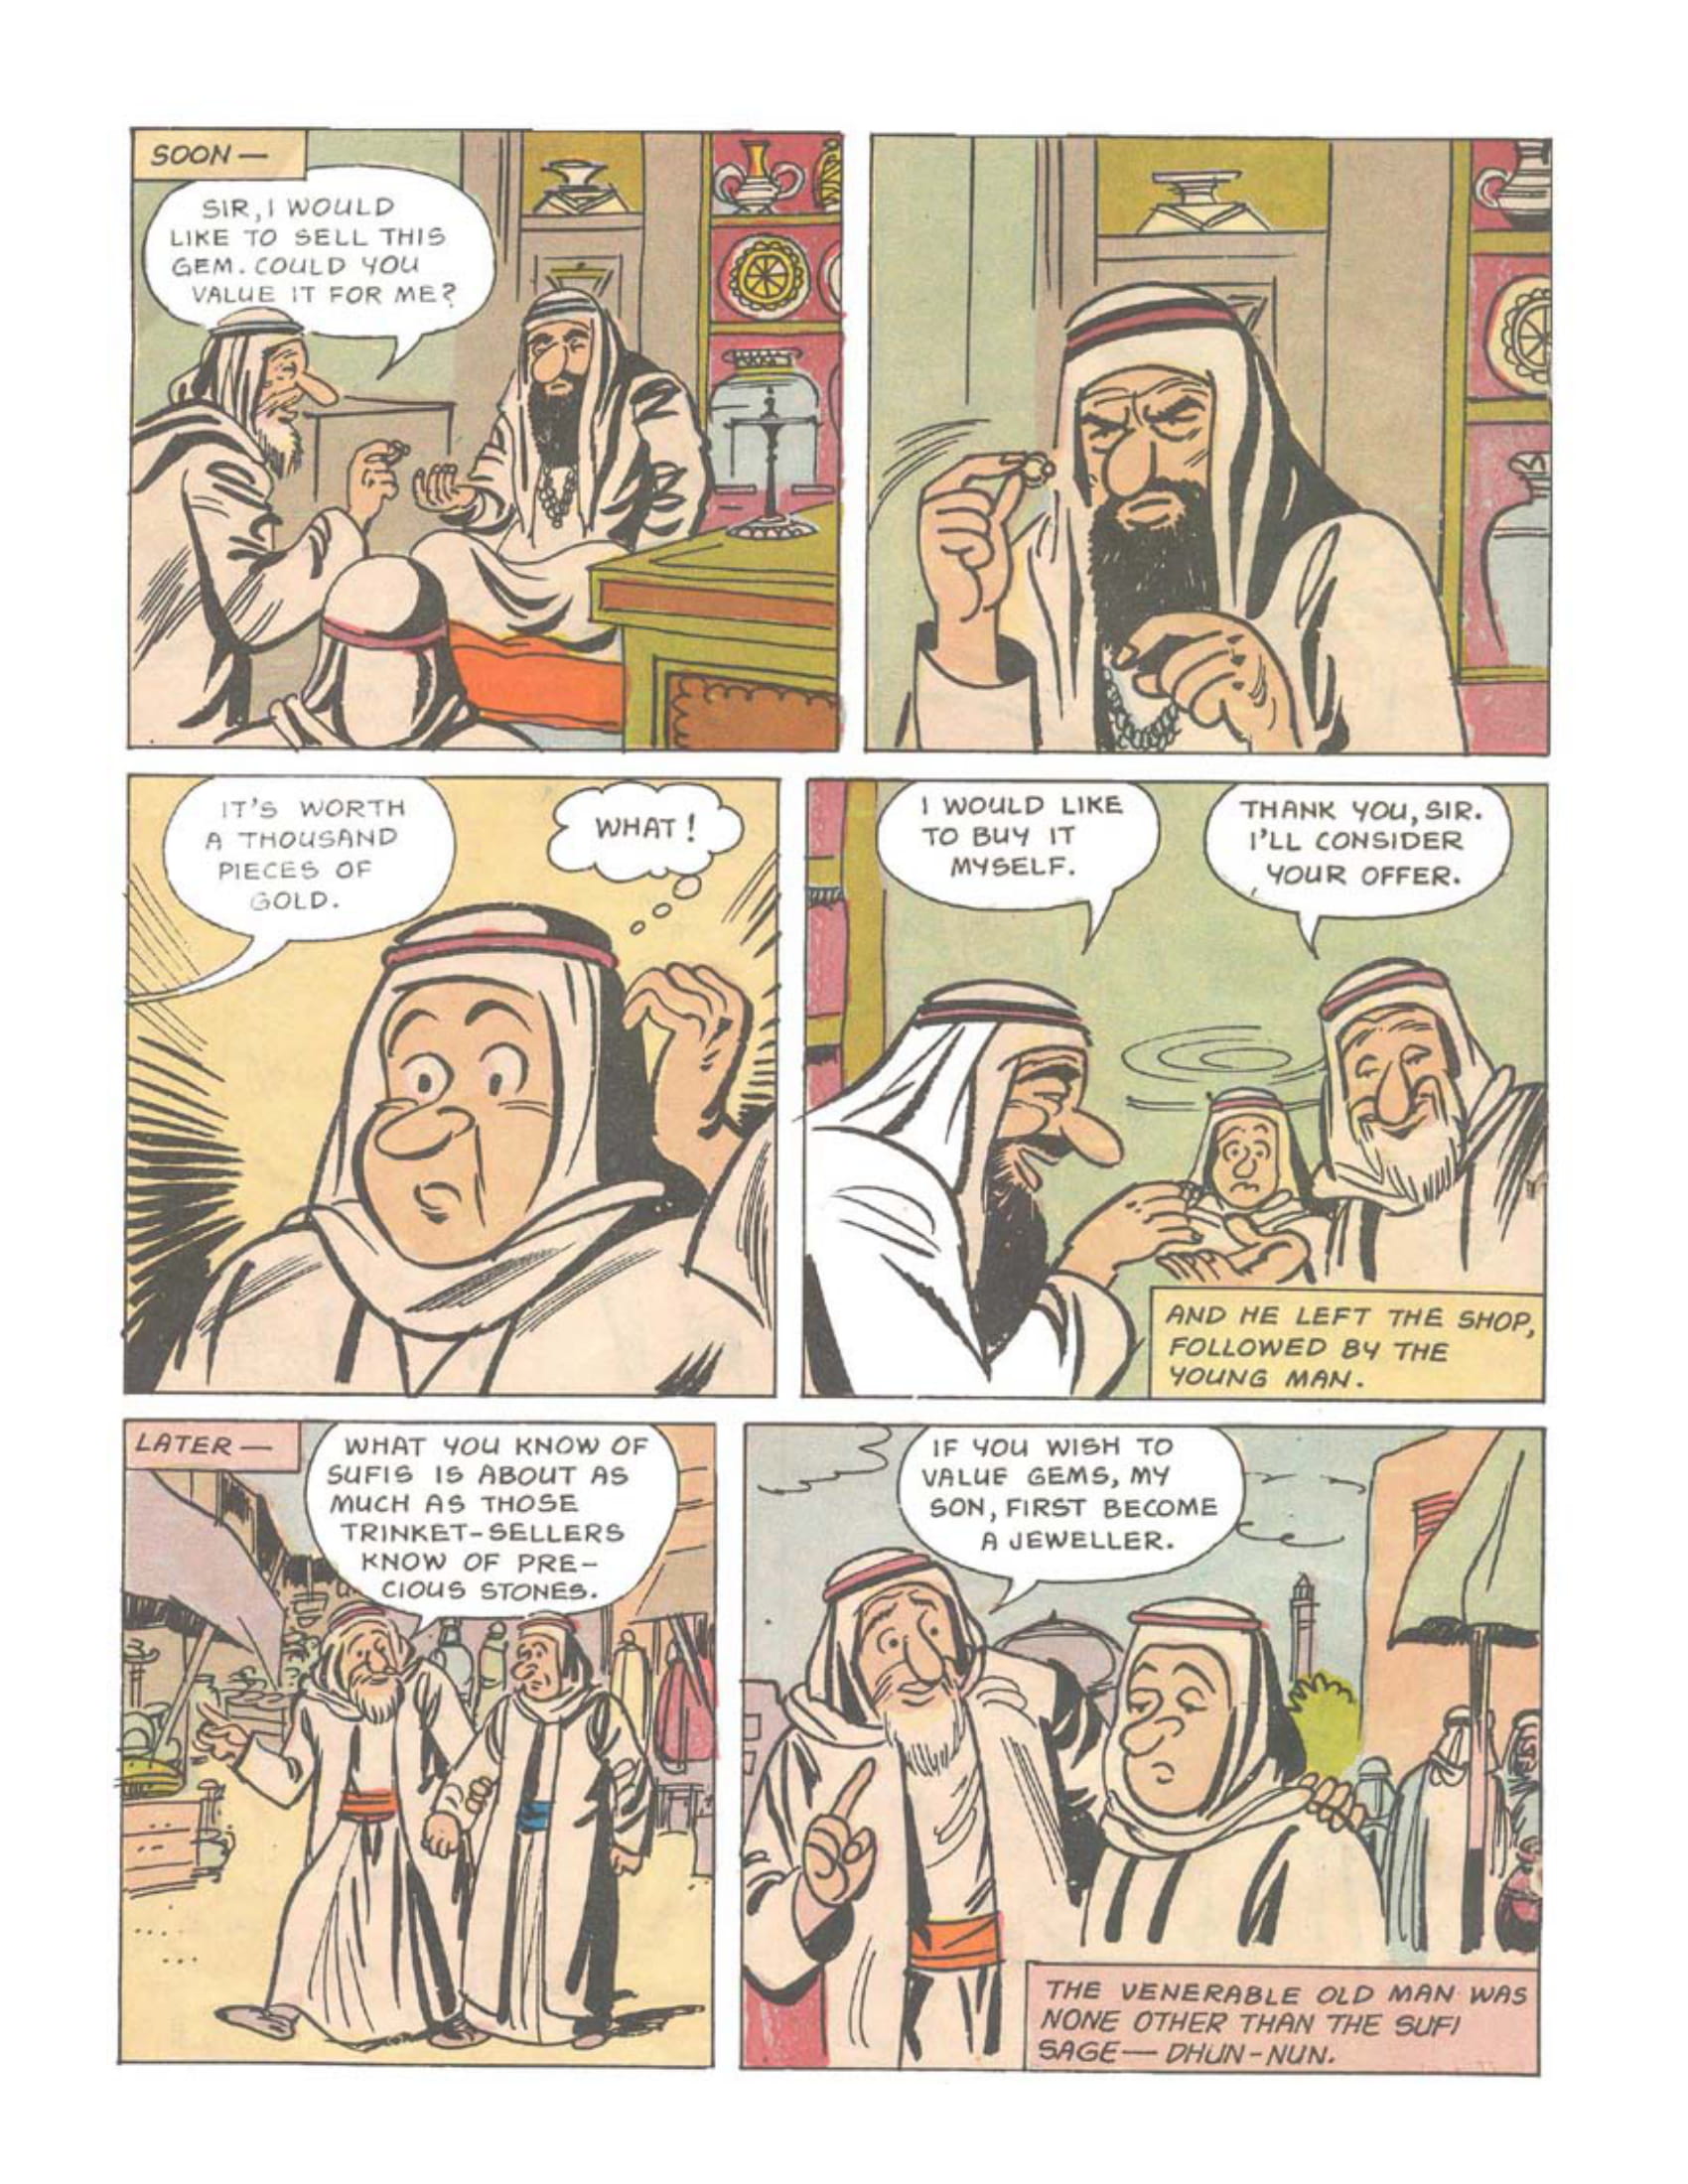 SOON —
SIR, I WOULD
LIKE TO SELL THIS
GEM. COULD YOU
VALUE IT FOR ME?
IT'S WORTH
A THOUSAND
PIECES OF
GOLD.
WHAT!
I WOULD LIKE
TO BUY IT
MYSELF.
THANK YOU, SIR.
I'LL CONSIDER
YOUR OFFER.
AND HE LEFT THE SHOP,
FOLLOWED BY THE
YOUNG MAN.
LATER —
WHAT YOU KNOW OF
SUFIS IS ABOUT AS
MUCH AS THOSE
TRINKET-SELLERS
KNOW OF PRE-
CIOUS STONES.
IF YOU WISH TO
VALUE GEMS, MY
SON, FIRST BECOME
A JEWELLER.
THE VENERABLE OLD MAN WAS
NONE OTHER THAN THE SUFI
SAGE — DHUN-NUN.